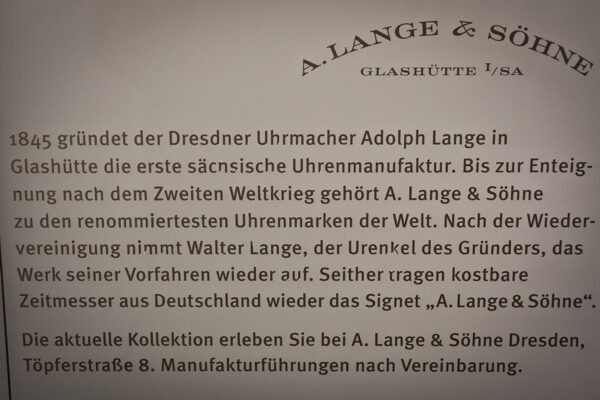 A. LANGE & SÖHNE
GLASHÜTTE I/SA
1845 gründet der Dresdner Uhrmacher Adolph Lange in
Glashütte die erste sächsische Uhrenmanufaktur. Bis zur Enteig-
nung nach dem Zweiten Weltkrieg gehört A. Lange & Söhne
zu den renommiertesten Uhrenmarken der Welt. Nach der Wieder-
vereinigung nimmt Walter Lange, der Urenkel des Gründers, das
Werk seiner Vorfahren wieder auf. Seither tragen kostbare
Zeitmesser aus Deutschland wieder das Signet „A. Lange & Söhne“.
Die aktuelle Kollektion erleben Sie bei A. Lange & Söhne Dresden,
Töpferstraße 8. Manufakturführungen nach Vereinbarung.